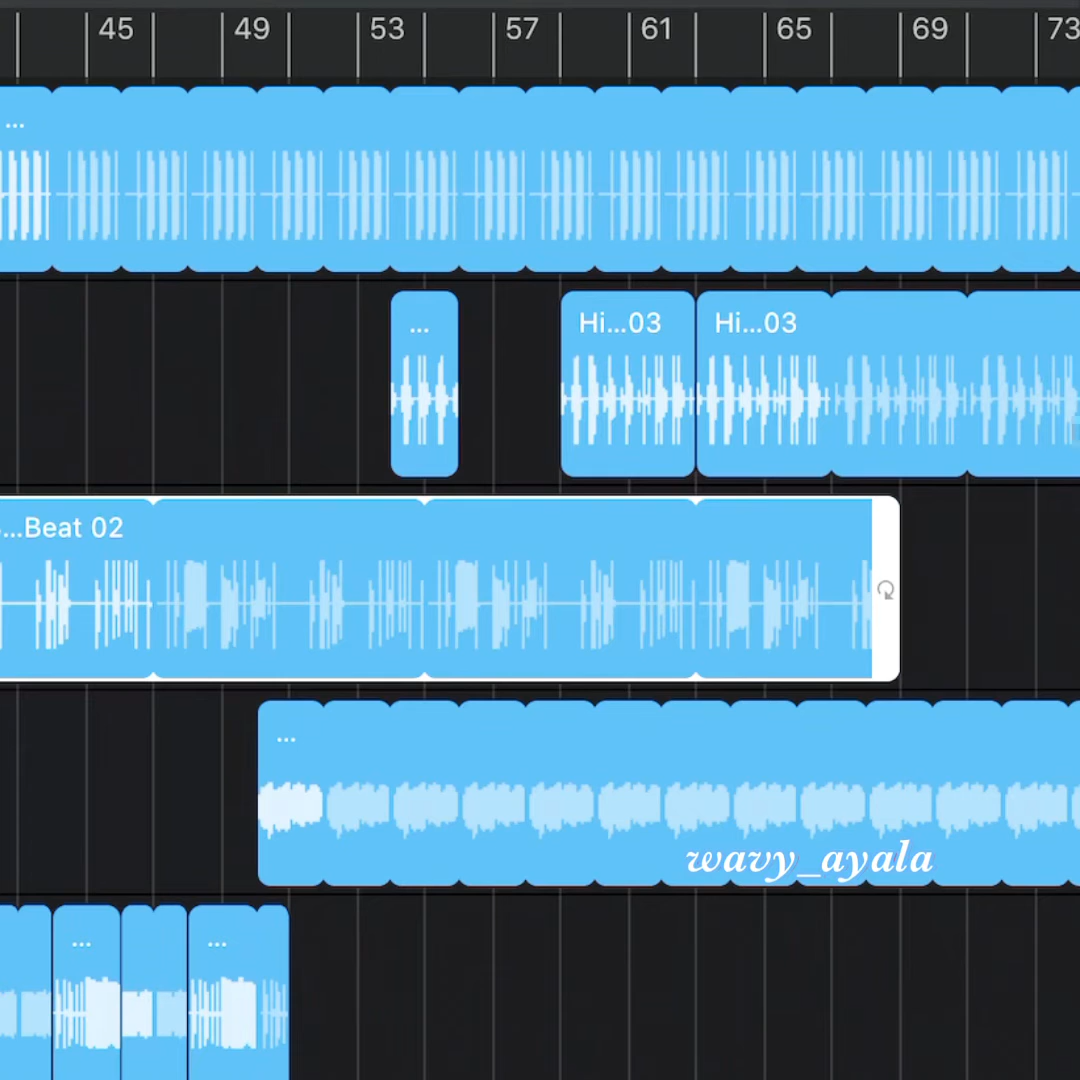 45 49 53 57 61 65 69 73
...
... Hi...03 Hi...03
...Beat 02
...
wavy_ayala
... ...